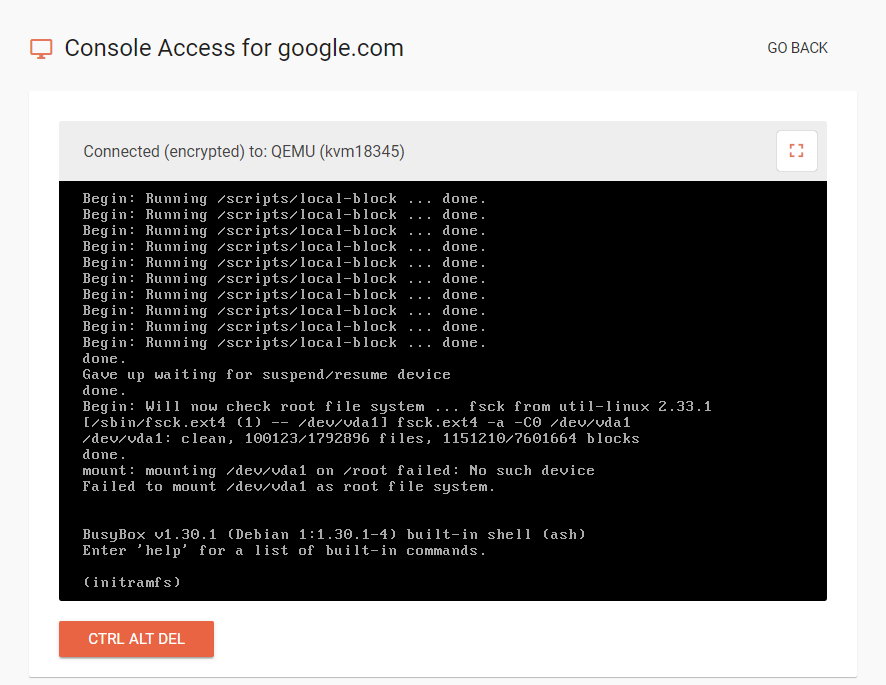 Console Access for google.com
GO BACK
Connected (encrypted) to: QEMU (kvm18345)
Begin: Running /scripts/local-block ... done.
Begin: Running /scripts/local-block ... done.
Begin: Running /scripts/local-block ... done.
Begin: Running /scripts/local-block ... done.
Begin: Running /scripts/local-block ... done.
Begin: Running /scripts/local-block ... done.
Begin: Running /scripts/local-block ... done.
Begin: Running /scripts/local-block ... done.
Begin: Running /scripts/local-block ... done.
Begin: Running /scripts/local-block ... done.
done.
Gave up waiting for suspend/resume device
done.
Begin: Will now check root file system ... fsck from util-linux 2.33.1
[/sbin/fsck.ext4 (1) -- /dev/vda1] fsck.ext4 -a -C0 /dev/vda1
/dev/vda1: clean, 100123/1792896 files, 1151210/7601664 blocks
done.
mount: mounting /dev/vda1 on /root failed: No such device
Failed to mount /dev/vda1 as root file system.
BusyBox v1.30.1 (Debian 1:1.30.1-4) built-in shell (ash)
Enter 'help' for a list of built-in commands.
(initramfs)
CTRL ALT DEL